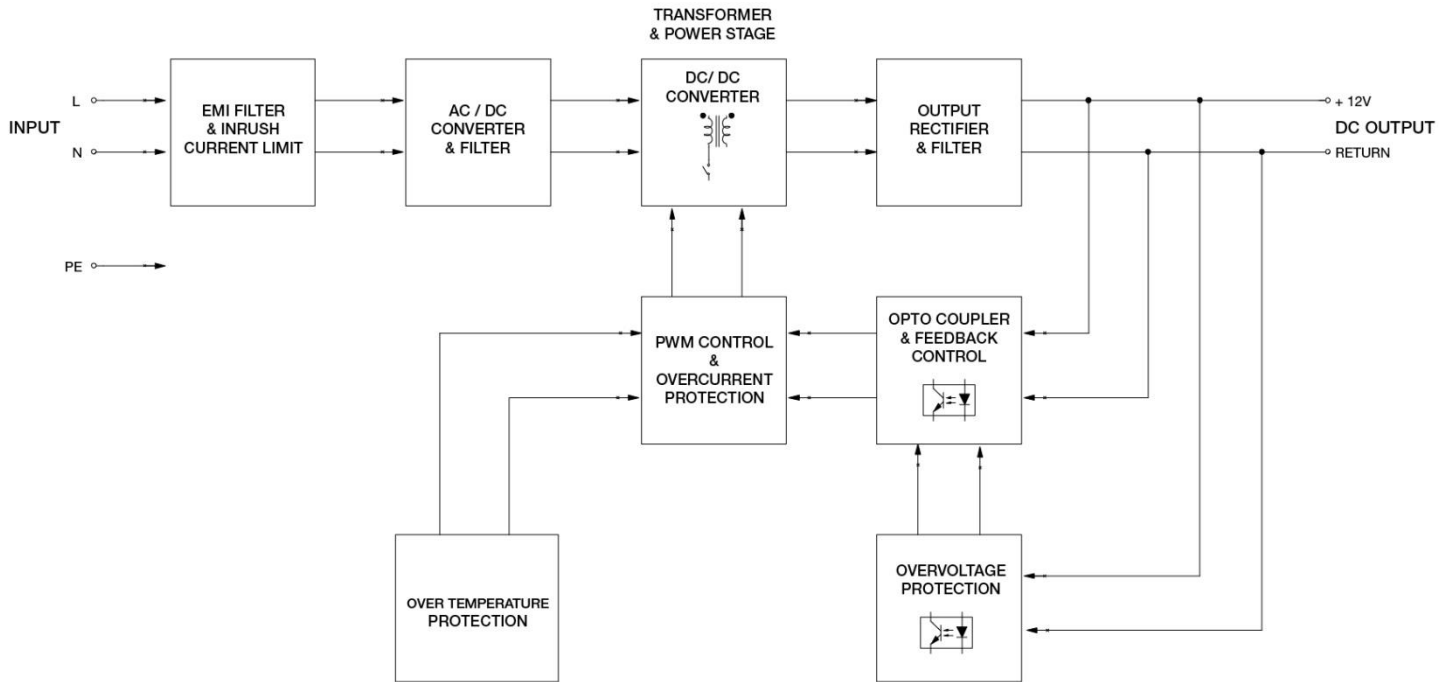 TRANSFORMER
& POWER STAGE
INPUT
L
N
PE
EMI FILTER
& INRUSH
CURRENT LIMIT
AC / DC
CONVERTER
& FILTER
DC/ DC
CONVERTER
OUTPUT
RECTIFIER
& FILTER
+ 12V
DC OUTPUT
RETURN
PWM CONTROL
&
OVERCURRENT
PROTECTION
OPTO COUPLER
& FEEDBACK
CONTROL
OVER TEMPERATURE
PROTECTION
OVERVOLTAGE
PROTECTION